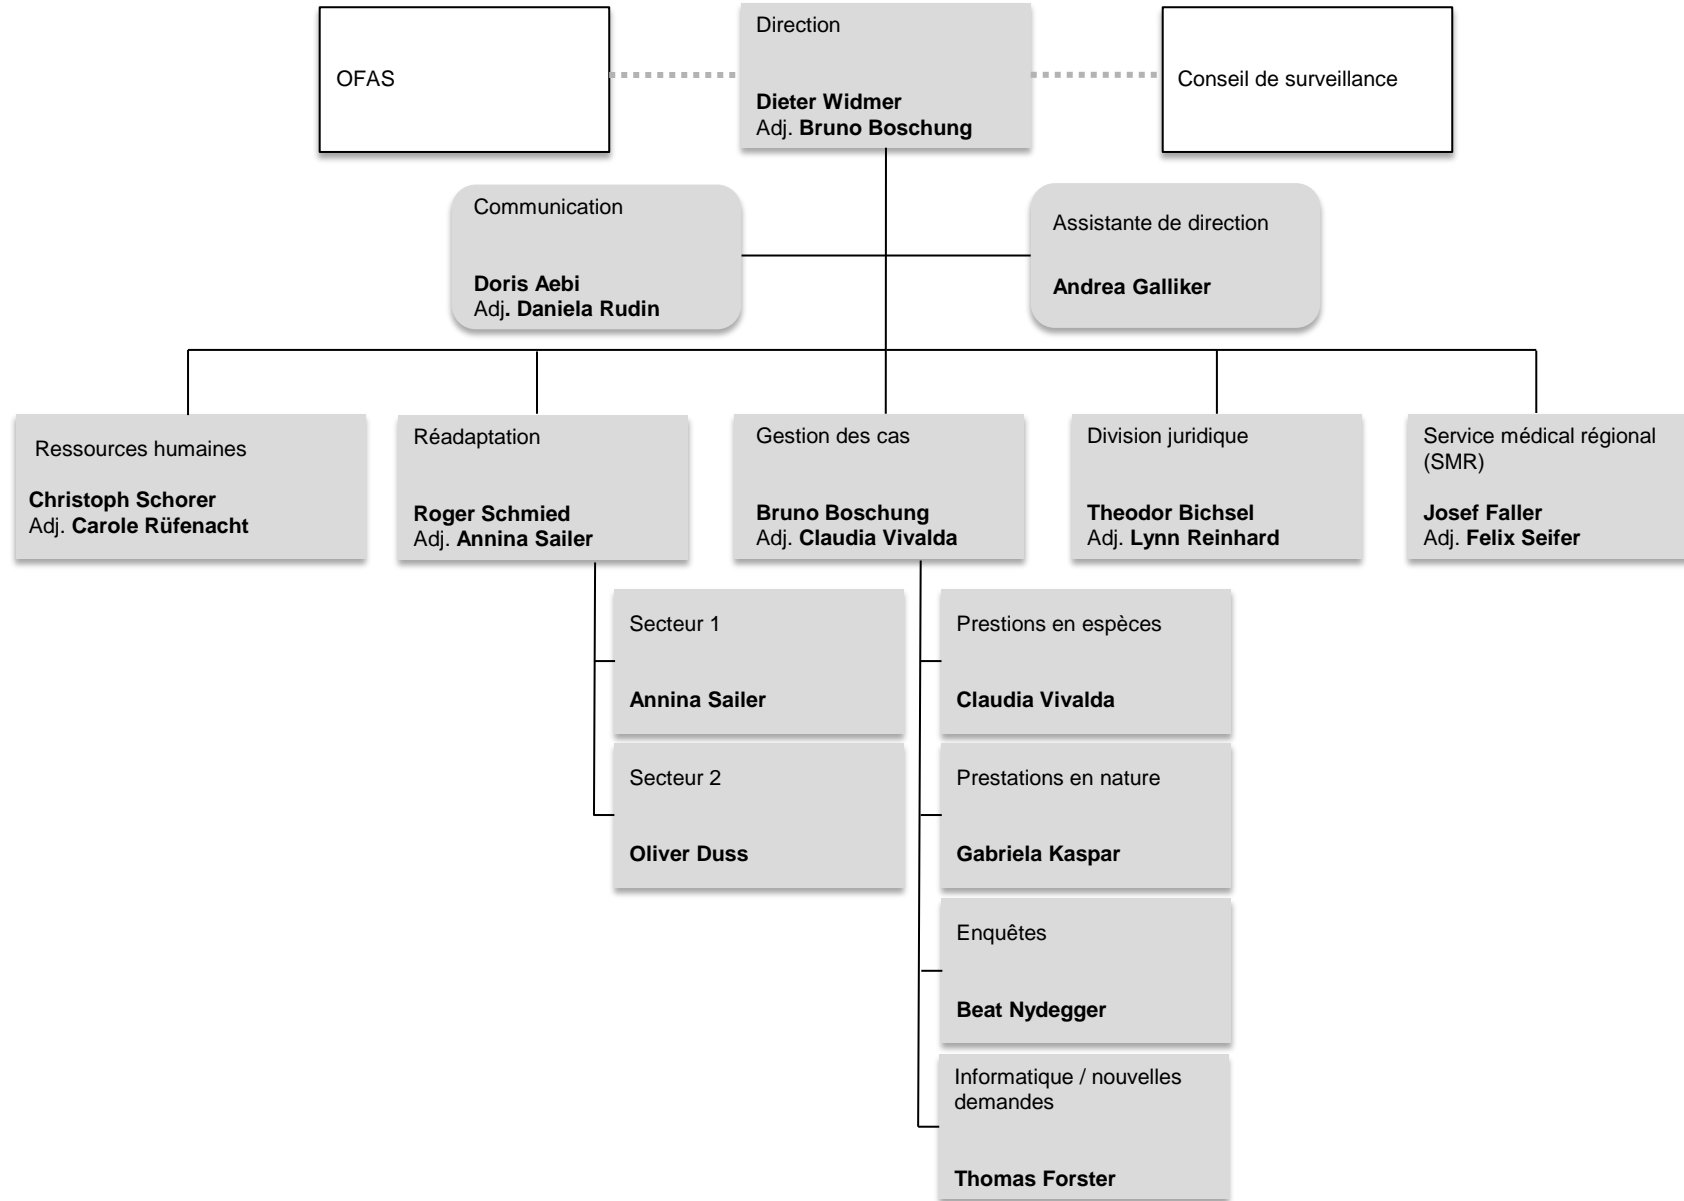 OFAS
Direction
Dieter Widmer
Adj. Bruno Boschung
Conseil de surveillance
Communication
Doris Aebi
Adj. Daniela Rudin
Assistante de direction
Andrea Galliker
Ressources humaines
Christoph Schorer
Adj. Carole Rüfenacht
Réadaptation
Roger Schmied
Adj. Annina Sailer
Gestion des cas
Bruno Boschung
Adj. Claudia Vivalda
Division juridique
Theodor Bichsel
Adj. Lynn Reinhard
Service médical régional
(SMR)
Josef Faller
Adj. Felix Seifer
Secteur 1
Annina Sailer
Secteur 2
Oliver Duss
Prestions en espèces
Claudia Vivalda
Prestations en nature
Gabriela Kaspar
Enquêtes
Beat Nydegger
Informatique / nouvelles
demandes
Thomas Forster